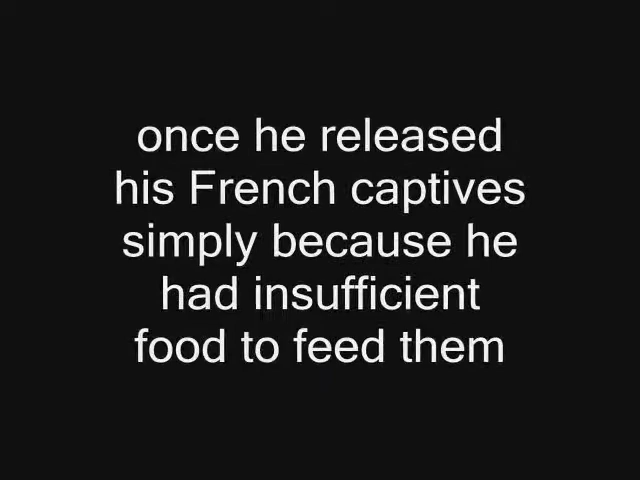 once he released
his French captives
simply because he
had insufficient
food to feed them